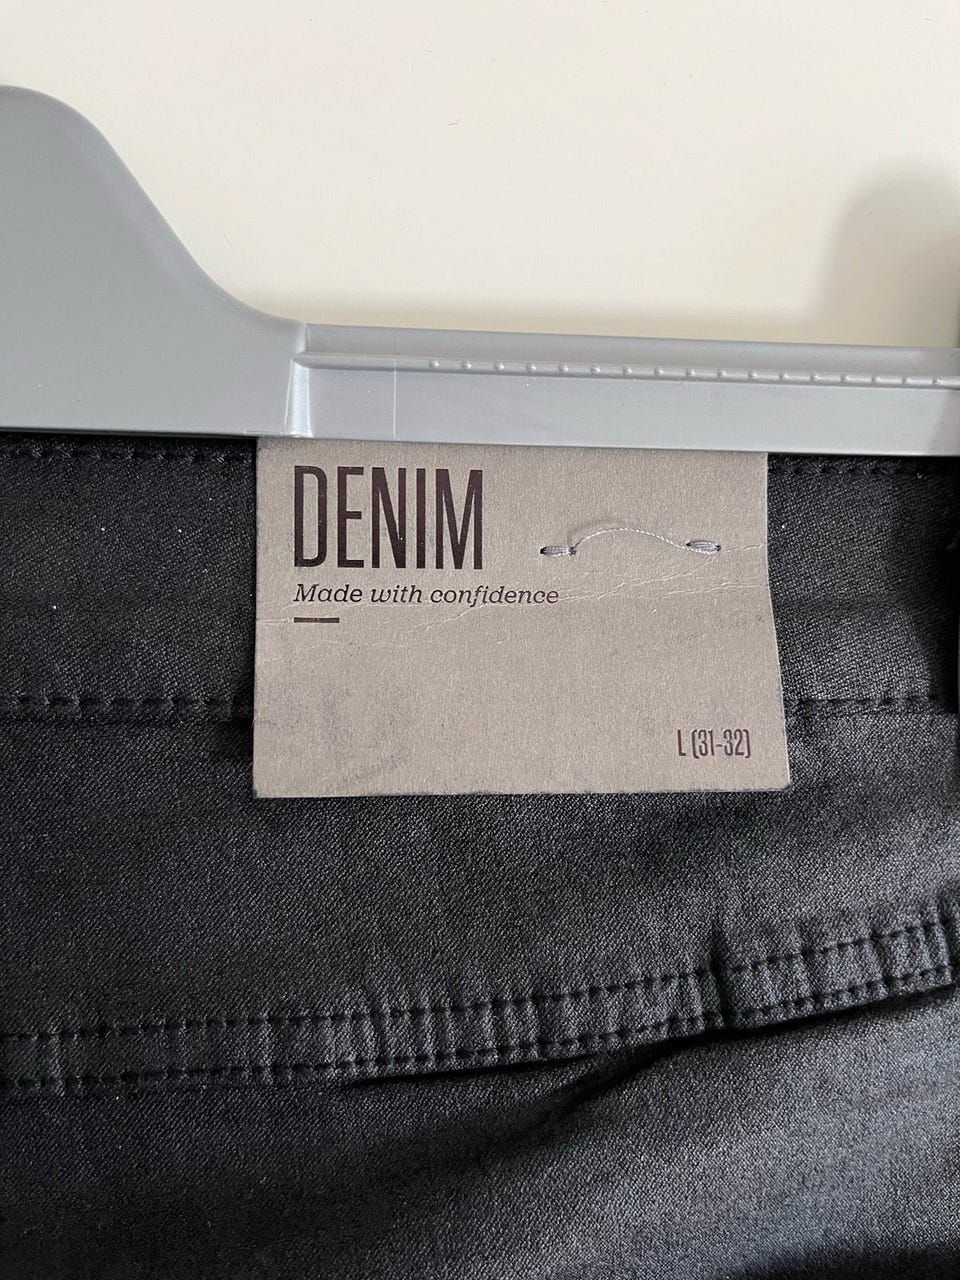 DENIM
Made with confidence
L (31-32)